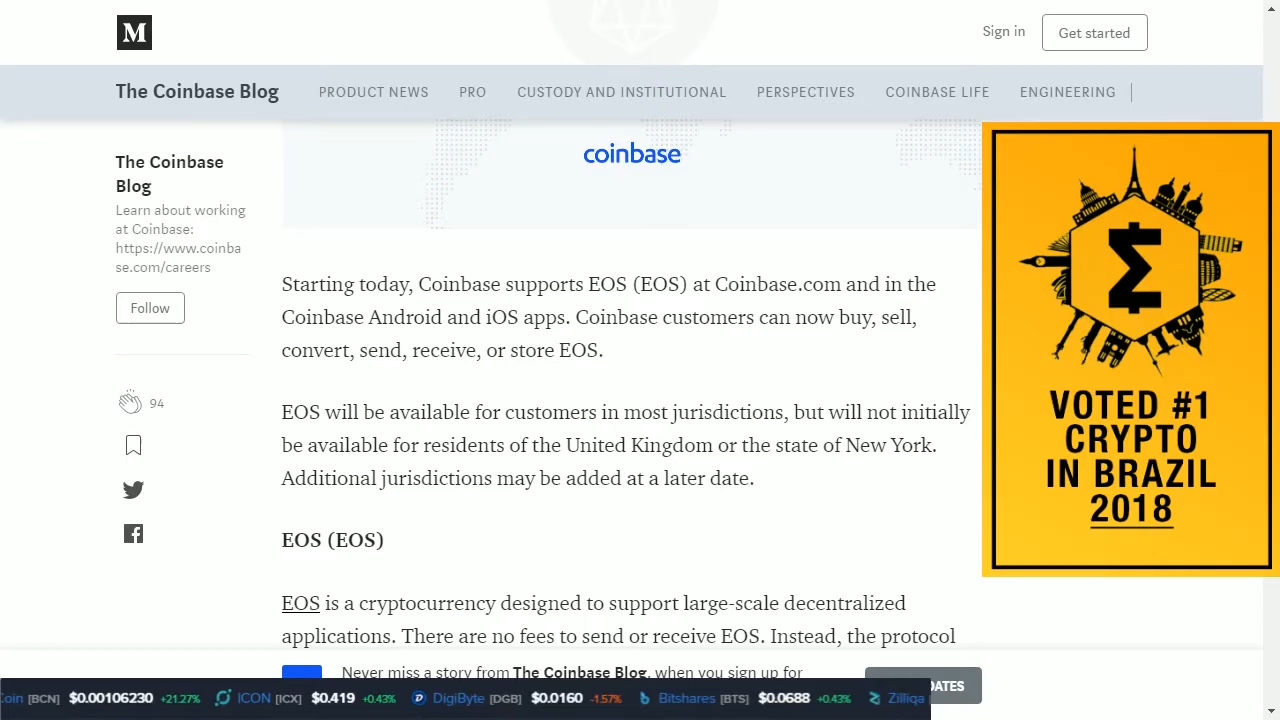 M
Sign in
Get started
The Coinbase Blog
PRODUCT NEWS
PRO
CUSTODY AND INSTITUTIONAL
PERSPECTIVES
COINBASE LIFE
ENGINEERING
The Coinbase
Blog
Learn about working
at Coinbase:
https://www.coinba
se.com/careers
Follow
94
coinbase
Starting today, Coinbase supports EOS (EOS) at Coinbase.com and in the
Coinbase Android and iOS apps. Coinbase customers can now buy, sell,
convert, send, receive, or store EOS.
EOS will be available for customers in most jurisdictions, but will not initially
be available for residents of the United Kingdom or the state of New York.
Additional jurisdictions may be added at a later date.
EOS (EOS)
EOS is a cryptocurrency designed to support large-scale decentralized
applications. There are no fees to send or receive EOS. Instead, the protocol
VOTED #1
CRYPTO
IN BRAZIL
2018
Never miss a story from The Coinbase Blog, when you sign up for
DATES
Coin [BCN] $0.00106230 +21.27% ICON [ICX] $0.419 +0.43% DigiByte [DGB] $0.0160 -1.57% Bitshares [BTS] $0.0688 +0.43% Zilliqa